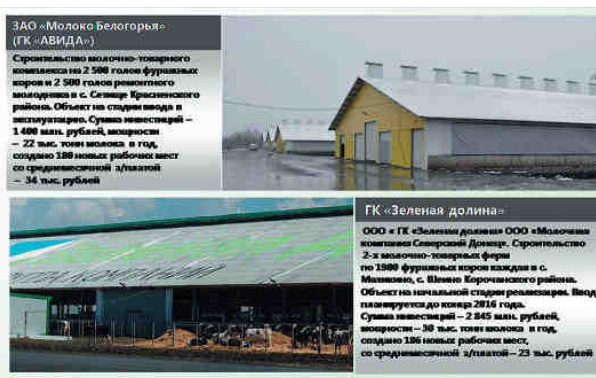 ЗАО «Молоко Белогорья»
(ГК «АВИДА»)
Строительство молочно-товарного
комплекса на 2 500 голов фуражных
коров и 2 500 голов ремонтного
молодняка в с. Сетище Красненского
района. Объект на стадии ввода в
эксплуатацию. Сумма инвестиций –
1 400 млн. рублей, мощности
– 22 тыс. тонн молока в год,
создано 180 новых рабочих мест
со среднемесячной з/платой
– 34 тыс. рублей
ГК «Зеленая долина»
ООО « ГК «Зеленая долина» ООО «Молочная
компания Северский Донец». Строительство
2-х молочно-товарных ферм
по 1900 фуражных коров каждая в с.
с. Шеино Корочанского района.
Объект на начальной стадии реализации. Ввод
планируется до конца 2016 года.
Сумма инвестиций – 2 845 млн. рублей,
мощности – 30 тыс. тонн молока в год,
создано 186 новых рабочих мест,
со среднемесячной з/платой – 23 тыс. рублей